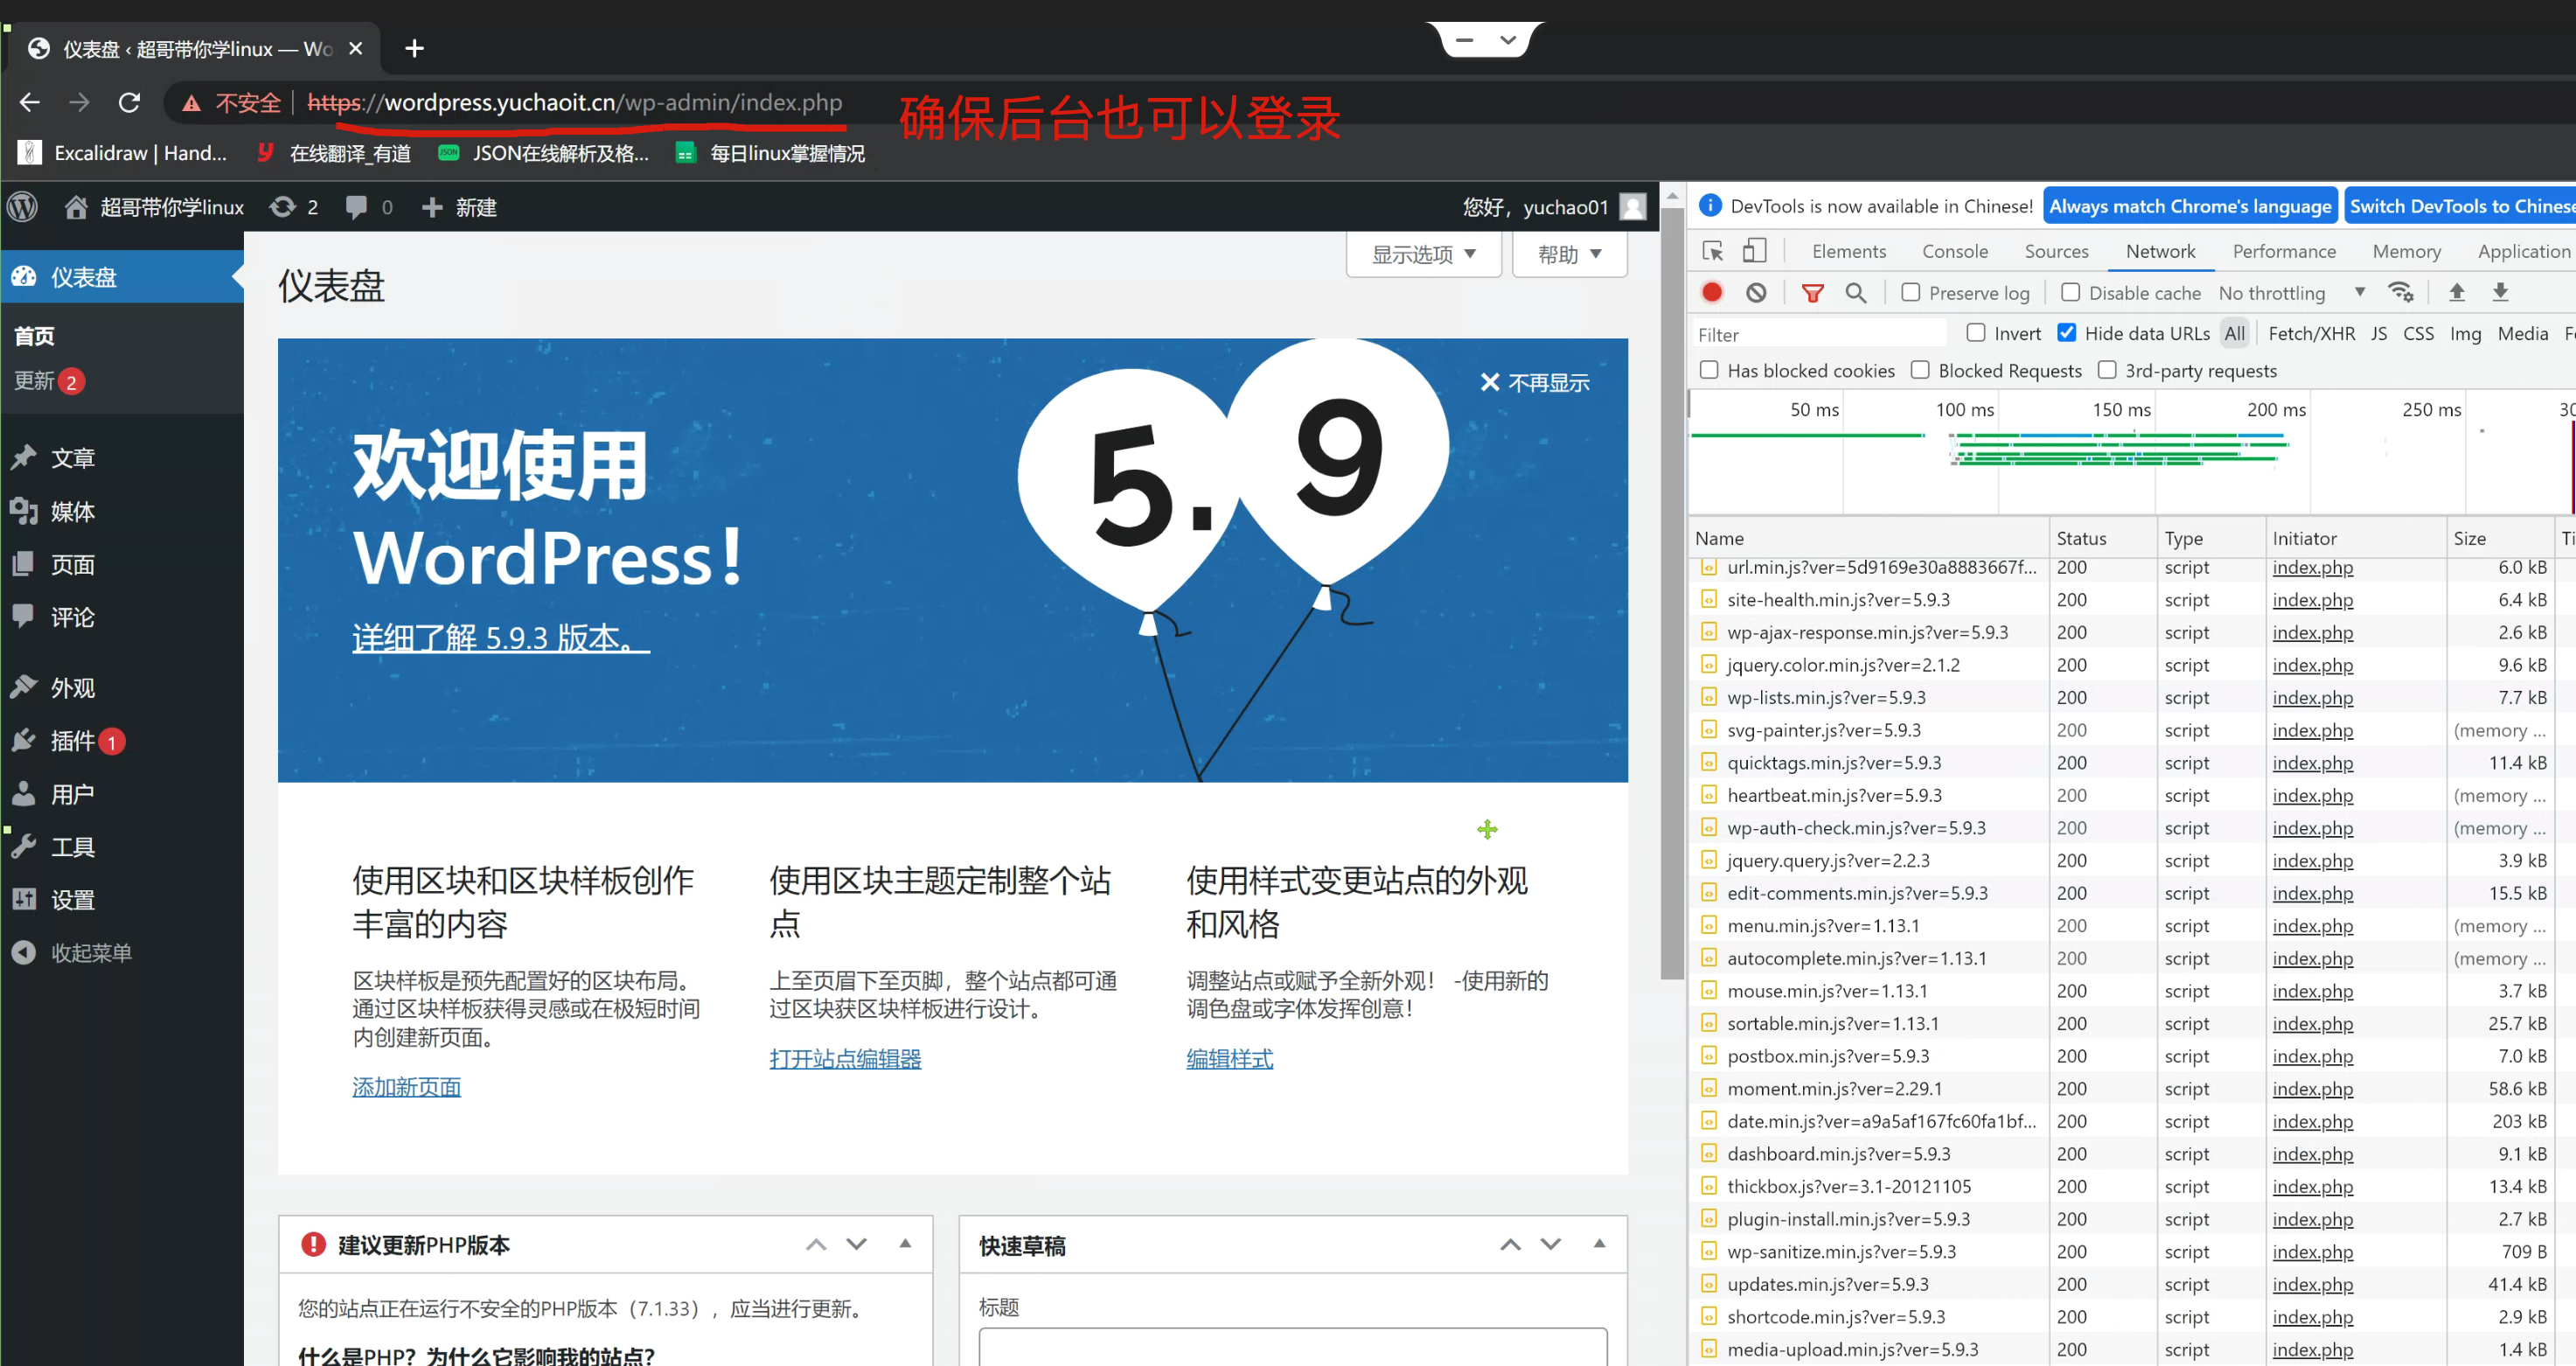 仪表盘 ‹ 超哥带你学linux — Wo
不安全 https://wordpress.yuchaoit.cn/wp-admin/index.php
确保后台也可以登录
Excalidraw | Hand...
在线翻译_有道
JSON在线解析及格...
每日linux掌握情况
超哥带你学linux 2 0 新建
您好，yuchao01
仪表盘
首页
更新 2
文章
媒体
页面
评论
外观
插件 1
用户
工具
设置
收起菜单
显示选项 帮助
仪表盘
不再显示
欢迎使用
WordPress！
详细了解 5.9.3 版本。
5.9
使用区块和区块样板创作
丰富的内容
区块样板是预先配置好的区块布局。
通过区块样板获得灵感或在极短时间
内创建新页面。
添加新页面
使用区块主题定制整个站
点
上至页眉下至页脚，整个站点都可通
过区块获区块样板进行设计。
打开站点编辑器
使用样式变更站点的外观
和风格
调整站点或赋予全新外观！ -使用新的
调色盘或字体发挥创意！
编辑样式
建议更新PHP版本
您的站点正在运行不安全的PHP版本（7.1.33），应当进行更新。
什么是PHP？为什么它影响我的站点？
快速草稿
标题
DevTools is now available in Chinese! Always match Chrome's language Switch DevTools to Chinese
Elements Console Sources Network Performance Memory Application
Preserve log Disable cache No throttling
Filter Invert Hide data URLs All Fetch/XHR JS CSS Img Media
Has blocked cookies Blocked Requests 3rd-party requests
50 ms 100 ms 150 ms 200 ms 250 ms 30
Name Status Type Initiator Size Ti
url.min.js?ver=5d9169e30a8883667f... 200 script index.php 6.0 kB
site-health.min.js?ver=5.9.3 200 script index.php 6.4 kB
wp-ajax-response.min.js?ver=5.9.3 200 script index.php 2.6 kB
jquery.color.min.js?ver=2.1.2 200 script index.php 9.6 kB
wp-lists.min.js?ver=5.9.3 200 script index.php 7.7 kB
svg-painter.js?ver=5.9.3 200 script index.php (memory ...
quicktags.min.js?ver=5.9.3 200 script index.php 11.4 kB
heartbeat.min.js?ver=5.9.3 200 script index.php (memory ...
wp-auth-check.min.js?ver=5.9.3 200 script index.php (memory ...
jquery.query.js?ver=2.2.3 200 script index.php 3.9 kB
edit-comments.min.js?ver=5.9.3 200 script index.php 15.5 kB
menu.min.js?ver=1.13.1 200 script index.php (memory ...
autocomplete.min.js?ver=1.13.1 200 script index.php (memory ...
mouse.min.js?ver=1.13.1 200 script index.php 3.7 kB
sortable.min.js?ver=1.13.1 200 script index.php 25.7 kB
postbox.min.js?ver=5.9.3 200 script index.php 7.0 kB
moment.min.js?ver=2.29.1 200 script index.php 58.6 kB
date.min.js?ver=a9a5af167fc60fa1bf... 200 script index.php 203 kB
dashboard.min.js?ver=5.9.3 200 script index.php 9.1 kB
thickbox.js?ver=3.1-20121105 200 script index.php 13.4 kB
plugin-install.min.js?ver=5.9.3 200 script index.php 2.7 kB
wp-sanitize.min.js?ver=5.9.3 200 script index.php 709 B
updates.min.js?ver=5.9.3 200 script index.php 41.4 kB
shortcode.min.js?ver=5.9.3 200 script index.php 2.9 kB
media-upload.min.js?ver=5.9.3 200 script index.php 1.4 kB